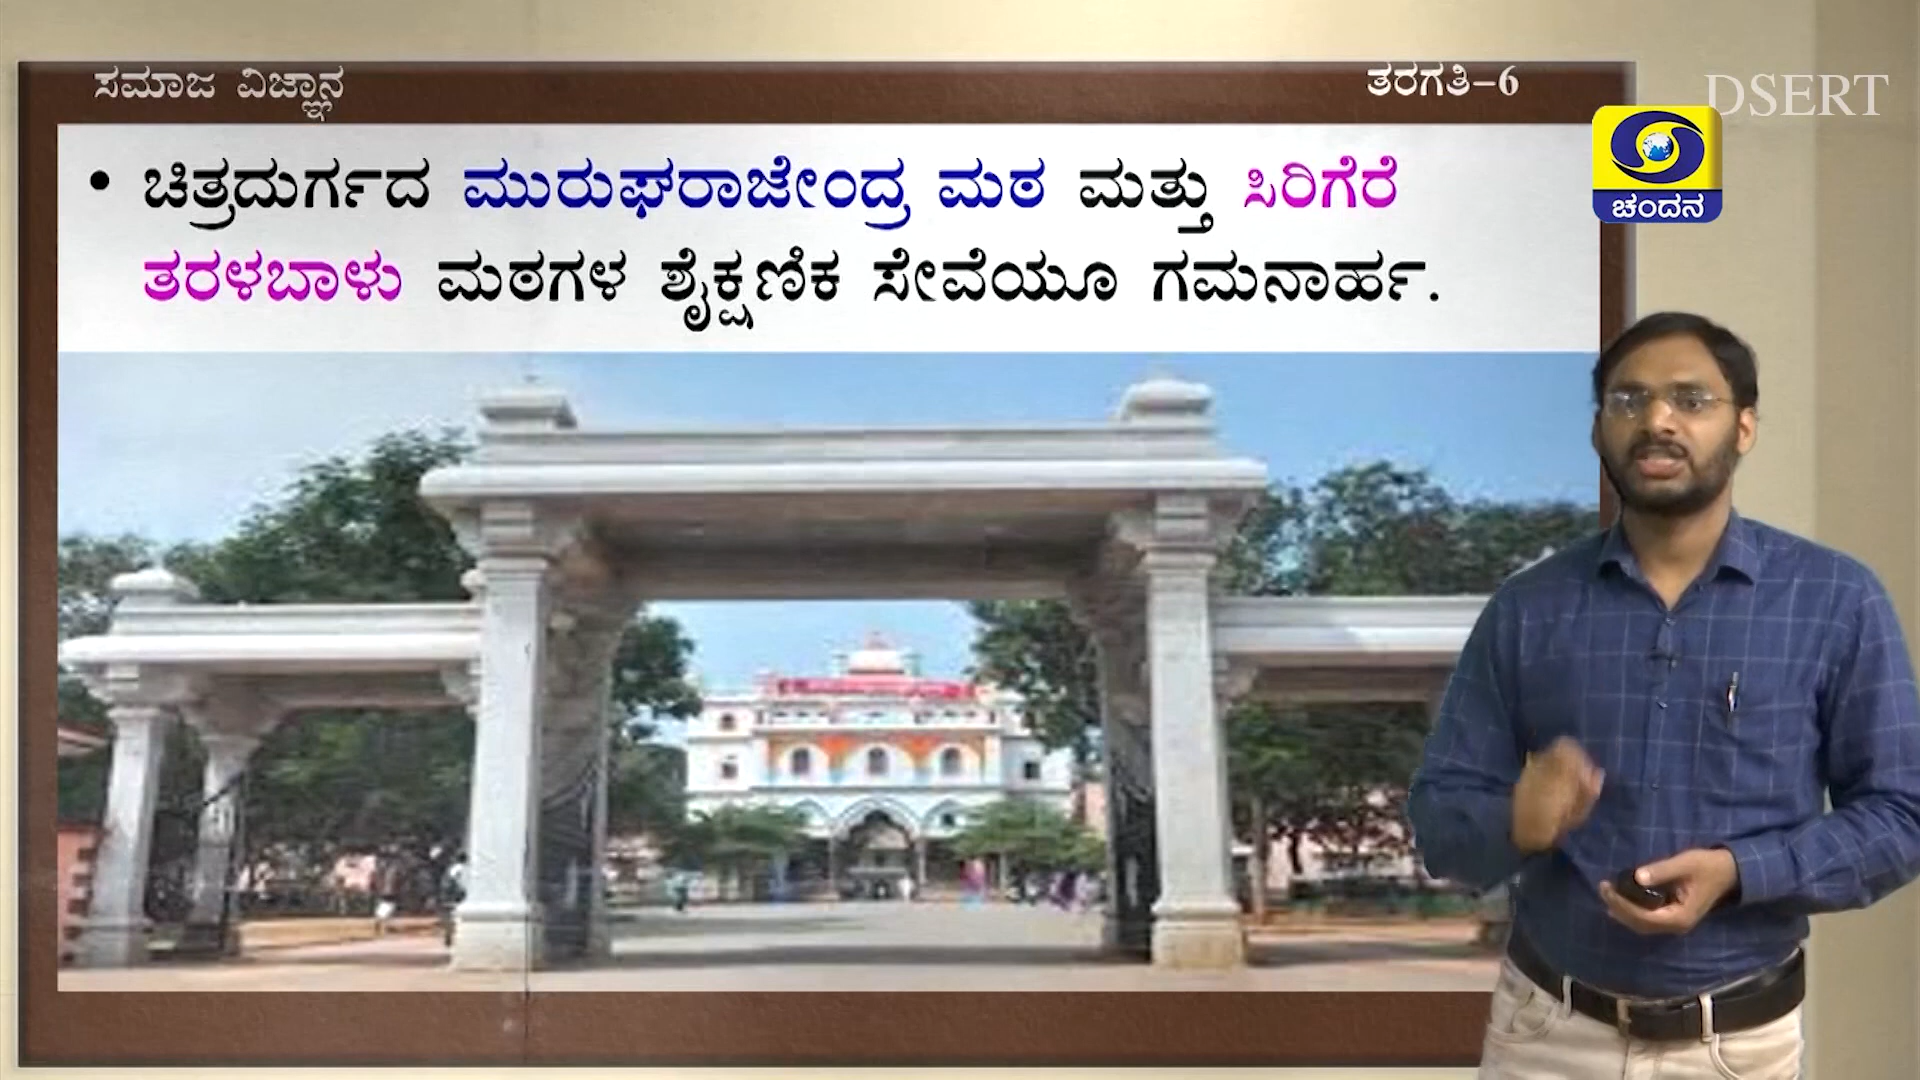 ಸಮಾಜ ವಿಜ್ಞಾನ
ತರಗತಿ-6
DSERT
ಚಂದನ
• ಚಿತ್ರದುರ್ಗದ ಮುರುಘರಾಜೇಂದ್ರ ಮಠ ಮತ್ತು ಸಿರಿಗೆರೆ
ತರಳಬಾಳು ಮಠಗಳ ಶೈಕ್ಷಣಿಕ ಸೇವೆಯೂ ಗಮನಾರ್ಹ.